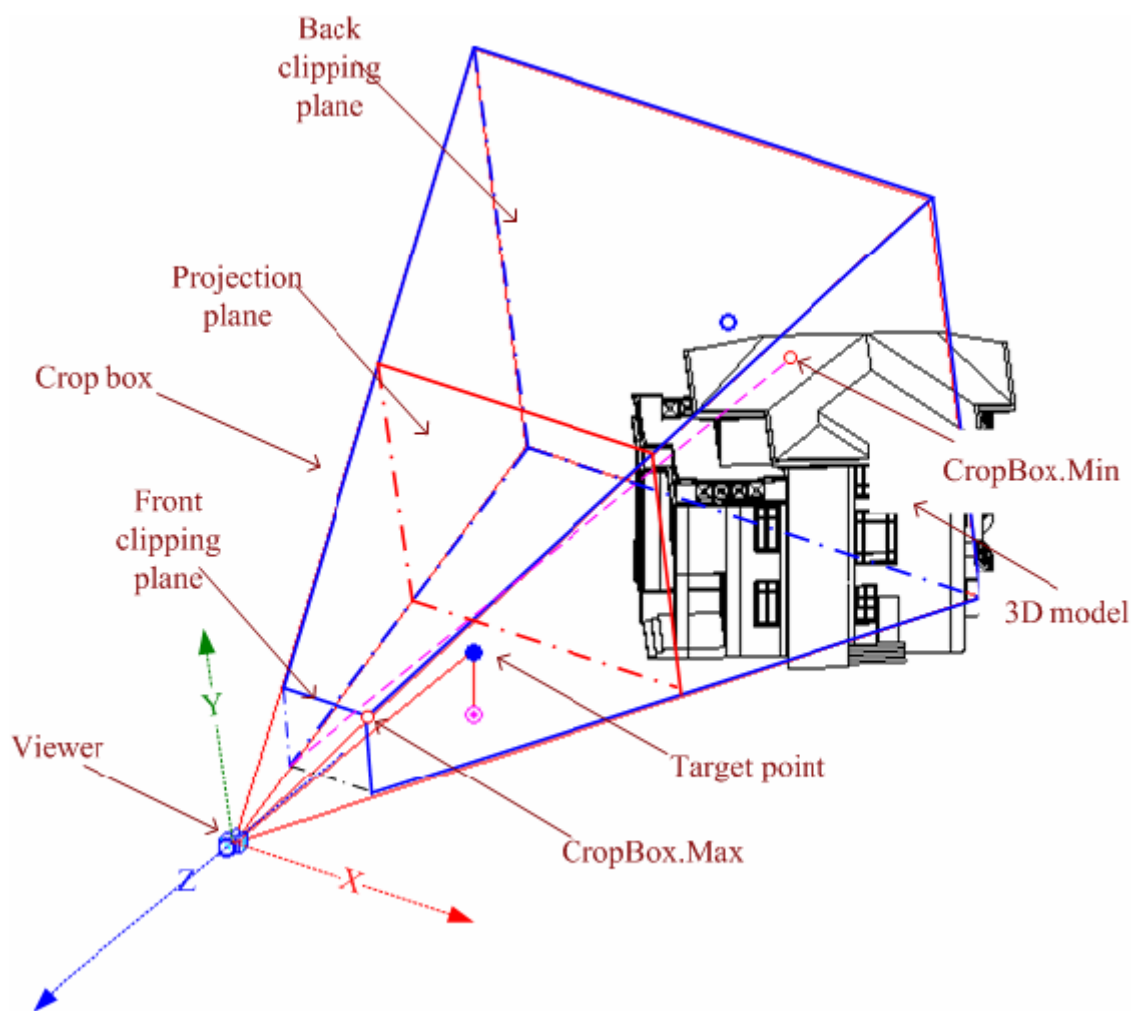 Back
clipping
plane
Projection
plane
Crop box
CropBox.Min
Front
clipping
plane
3D model
Y
Viewer
Target point
CropBox.Max
Z
X